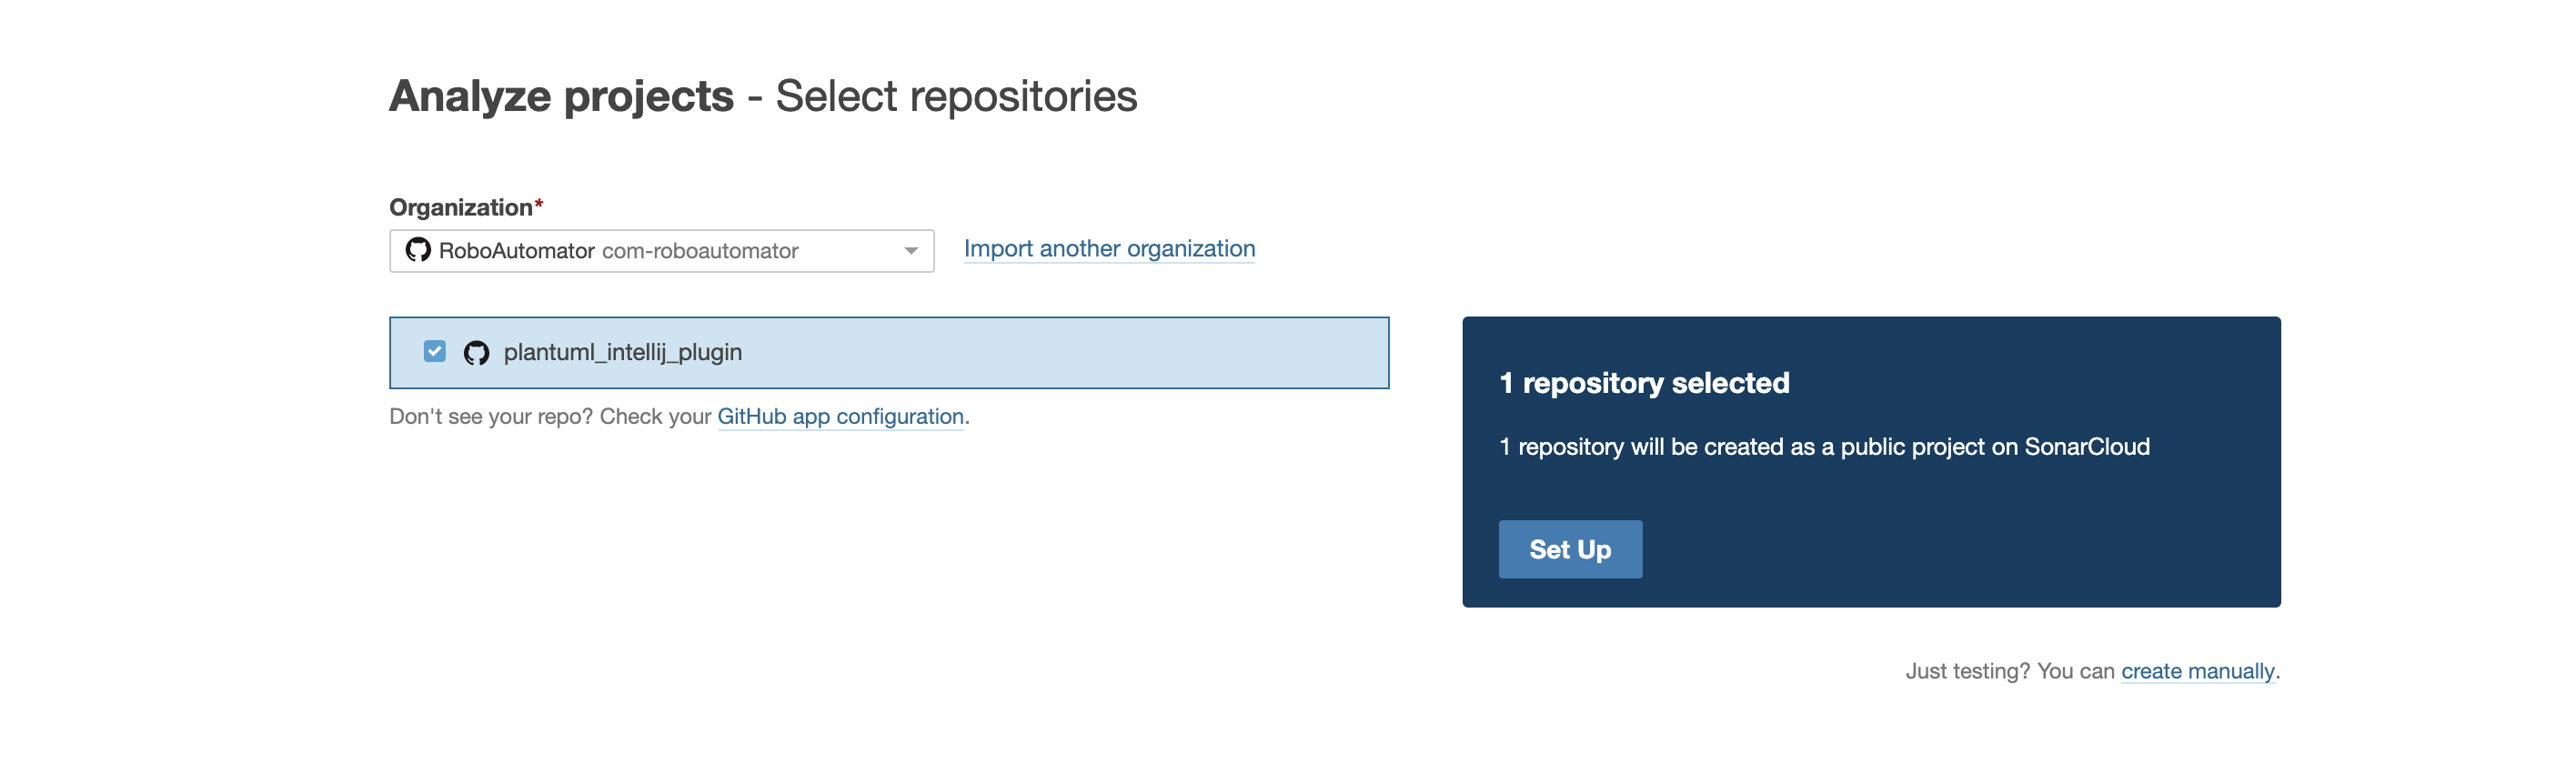 Analyze projects - Select repositories
Organization*
RoboAutomator com-roboautomator
Import another organization
plantuml_intellij_plugin
Don't see your repo? Check your GitHub app configuration.
1 repository selected
1 repository will be created as a public project on SonarCloud
Set Up
Just testing? You can create manually.